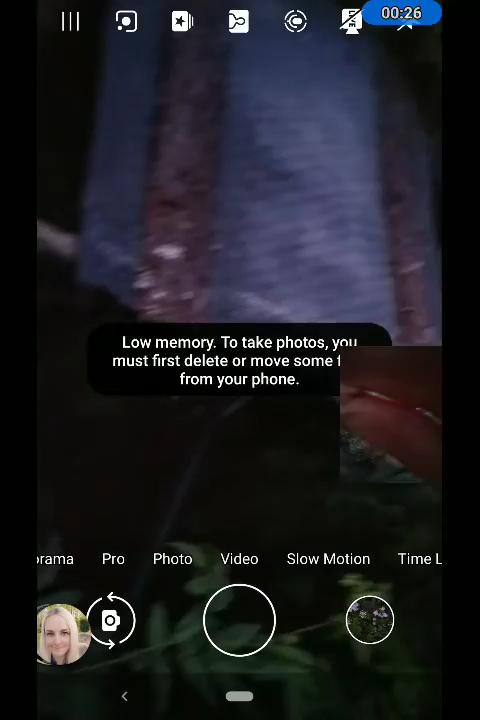 00:26
Low memory. To take photos, you
must first delete or move some
from your phone.
Pro Photo Video Slow Motion Time L